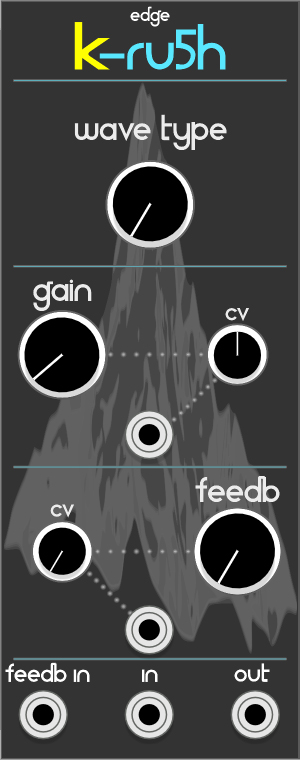 edge
k-ru5h
wave type
gain
cv
feedb
cv
feedb in
in
out